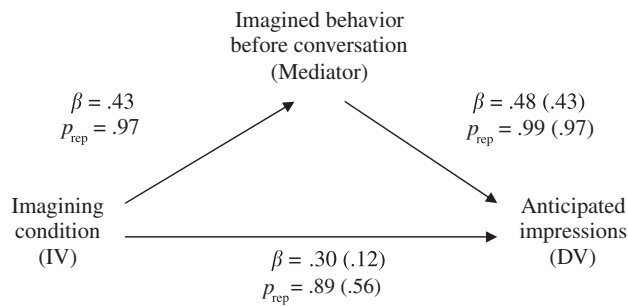 Imagined behavior
before conversation
(Mediator)
β = .43
p_rep = .97
β = .48 (.43)
p_rep = .99 (.97)
Imagining
condition
(IV)
Anticipated
impressions
(DV)
β = .30 (.12)
p_rep = .89 (.56)